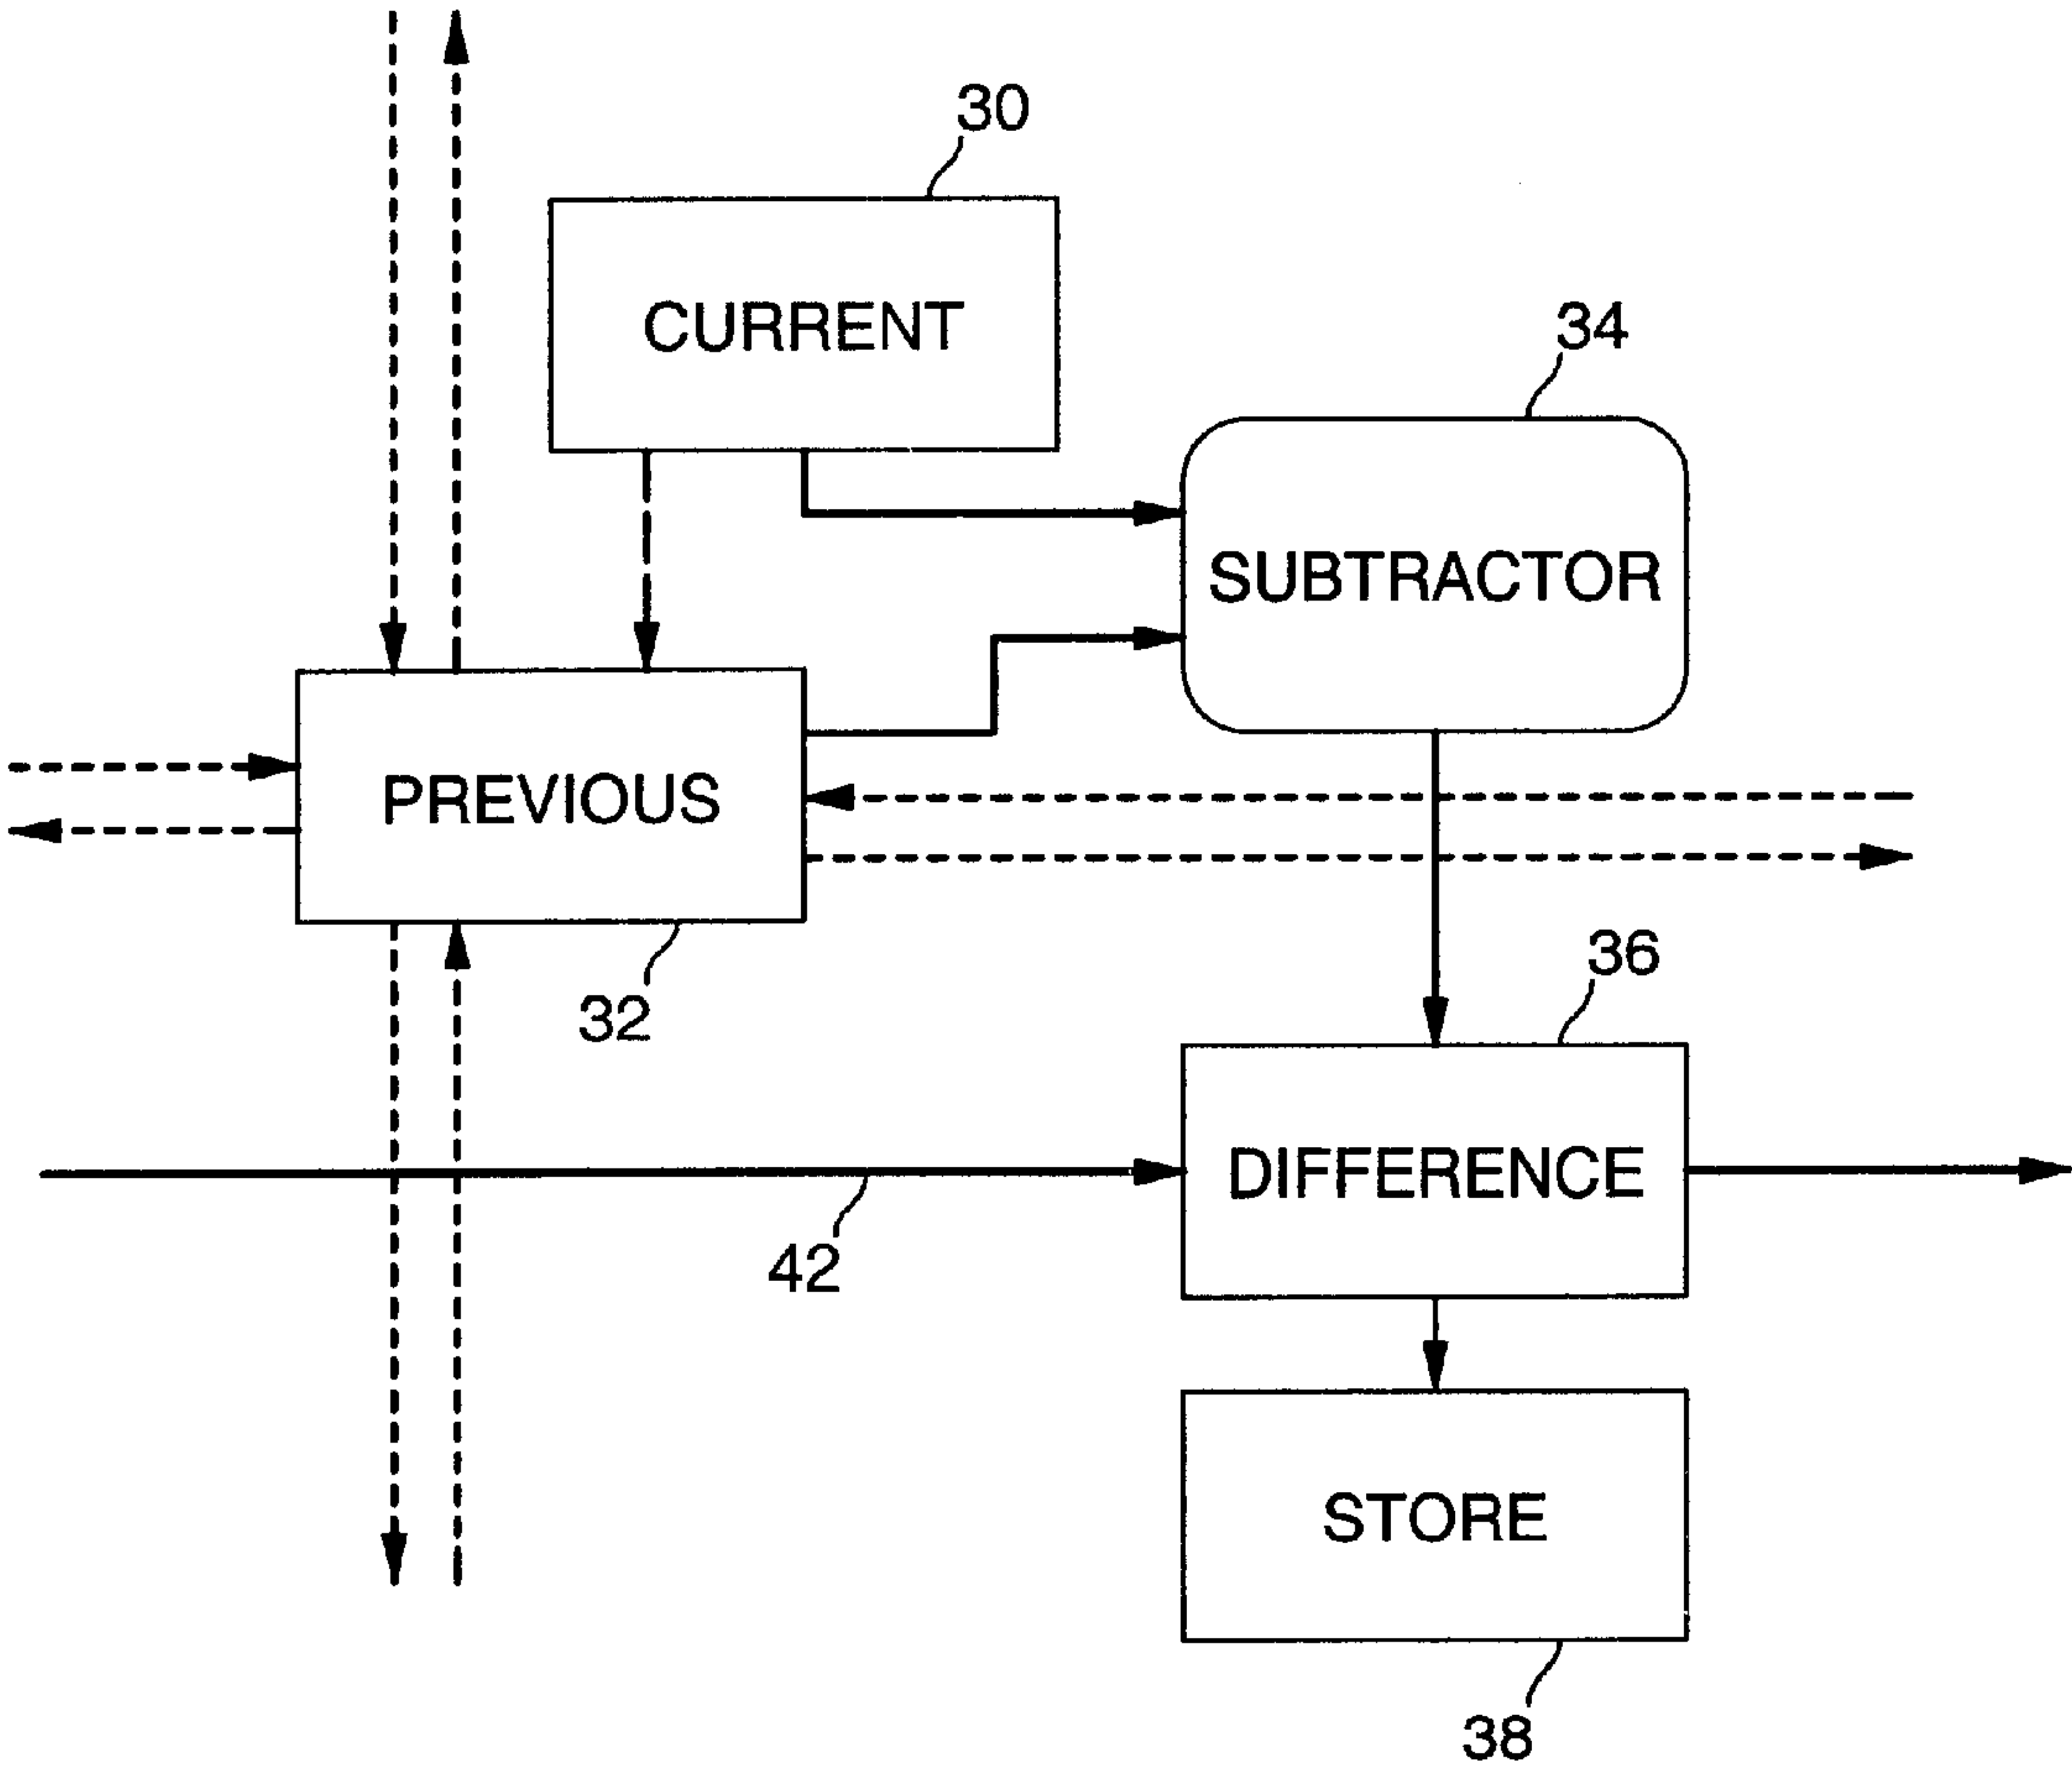 30
CURRENT
34
SUBTRACTOR
PREVIOUS
36
32
DIFFERENCE
42
STORE
38